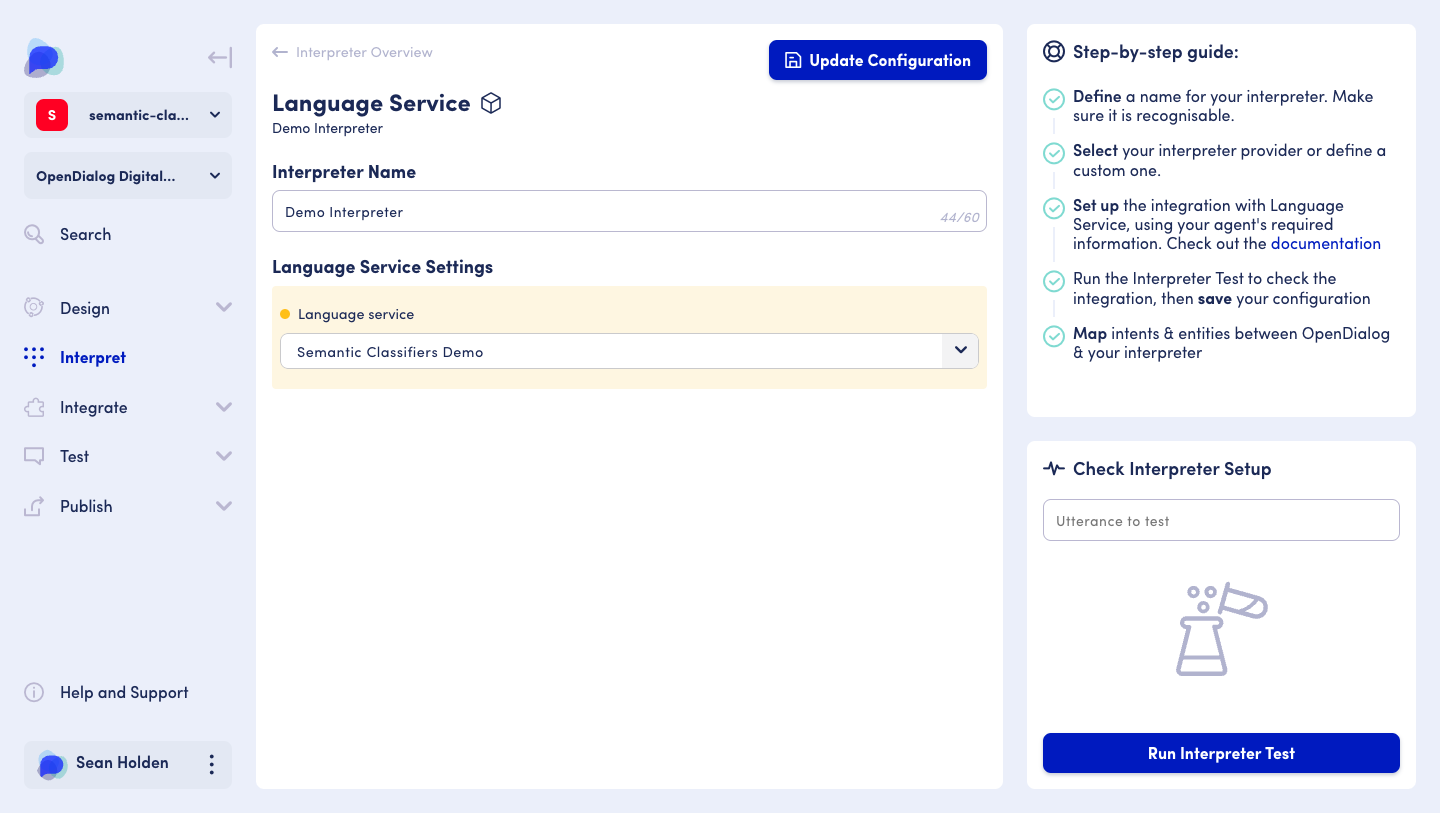 S
semantic-cla...
OpenDialog Digital...
Search
Design
Interpret
Integrate
Test
Publish
Help and Support
Sean Holden
Interpreter Overview
Update Configuration
Language Service
Demo Interpreter
Interpreter Name
Demo Interpreter
44/60
Language Service Settings
Language service
Semantic Classifiers Demo
Step-by-step guide:
Define a name for your interpreter. Make
sure it is recognisable.
Select your interpreter provider or define a
custom one.
Set up the integration with Language
Service, using your agent's required
information. Check out the documentation
Run the Interpreter Test to check the
integration, then save your configuration
Map intents & entities between OpenDialog
& your interpreter
Check Interpreter Setup
Utterance to test
Run Interpreter Test